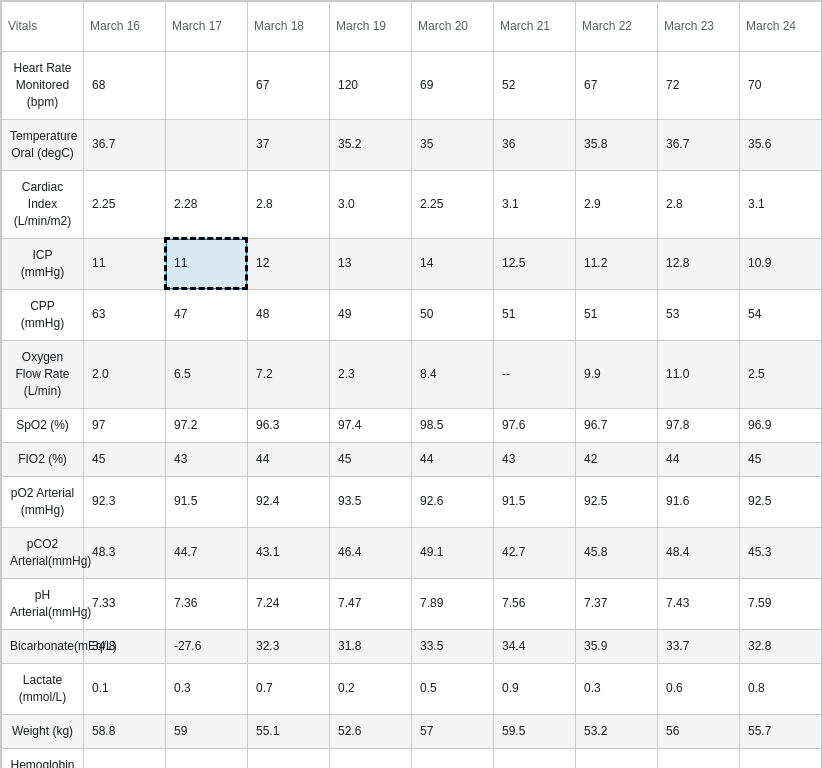 Vitals March 16 March 17 March 18 March 19 March 20 March 21 March 22 March 23 March 24
Heart Rate
Monitored
(bpm)
68 67 120 69 52 67 72 70
Temperature
Oral (degC)
36.7 37 35.2 35 36 35.8 36.7 35.6
Cardiac
Index
(L/min/m2)
2.25 2.28 2.8 3.0 2.25 3.1 2.9 2.8 3.1
ICP
(mmHg)
11 11 12 13 14 12.5 11.2 12.8 10.9
CPP
(mmHg)
63 47 48 49 50 51 51 53 54
Oxygen
Flow Rate
(L/min)
2.0 6.5 7.2 2.3 8.4 -- 9.9 11.0 2.5
SpO2 (%) 97 97.2 96.3 97.4 98.5 97.6 96.7 97.8 96.9
FIO2 (%) 45 43 44 45 44 43 42 44 45
pO2 Arterial
(mmHg)
92.3 91.5 92.4 93.5 92.6 91.5 92.5 91.6 92.5
pCO2
Arterial(mmHg)
48.3 44.7 43.1 46.4 49.1 42.7 45.8 48.4 45.3
pH
Arterial(mmHg)
7.33 7.36 7.24 7.47 7.89 7.56 7.37 7.43 7.59
Bicarbonate(mEq/L) -27.6 32.3 31.8 33.5 34.4 35.9 33.7 32.8
Lactate
(mmol/L)
0.1 0.3 0.7 0.2 0.5 0.9 0.3 0.6 0.8
Weight (kg) 58.8 59 55.1 52.6 57 59.5 53.2 56 55.7
Hemoglobin